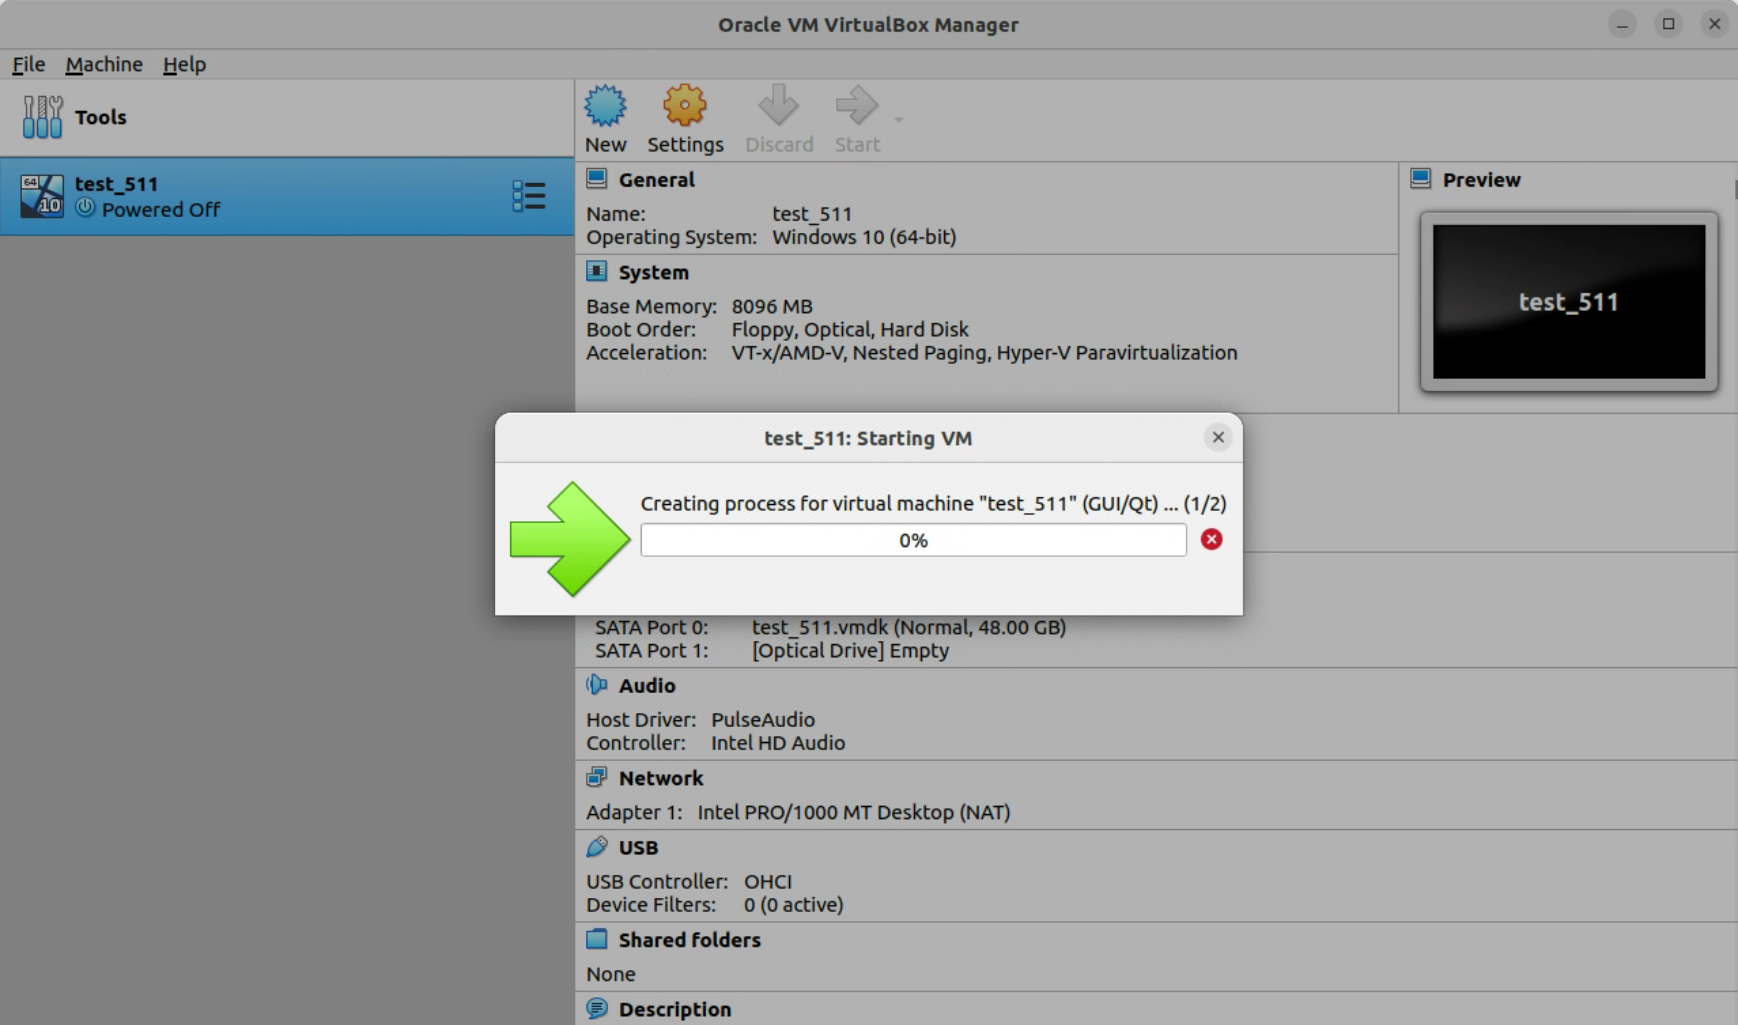 Oracle VM VirtualBox Manager
File Machine Help
Tools
New Settings Discard Start
64
10
test_511
Powered Off
General
Name: test_511
Operating System: Windows 10 (64-bit)
Preview
test_511
System
Base Memory: 8096 MB
Boot Order: Floppy, Optical, Hard Disk
Acceleration: VT-x/AMD-V, Nested Paging, Hyper-V Paravirtualization
test_511: Starting VM
Creating process for virtual machine "test_511" (GUI/Qt) ... (1/2)
0%
SATA Port 0: test_511.vmdk (Normal, 48.00 GB)
SATA Port 1: [Optical Drive] Empty
Audio
Host Driver: PulseAudio
Controller: Intel HD Audio
Network
Adapter 1: Intel PRO/1000 MT Desktop (NAT)
USB
USB Controller: OHCI
Device Filters: 0 (0 active)
Shared folders
None
Description